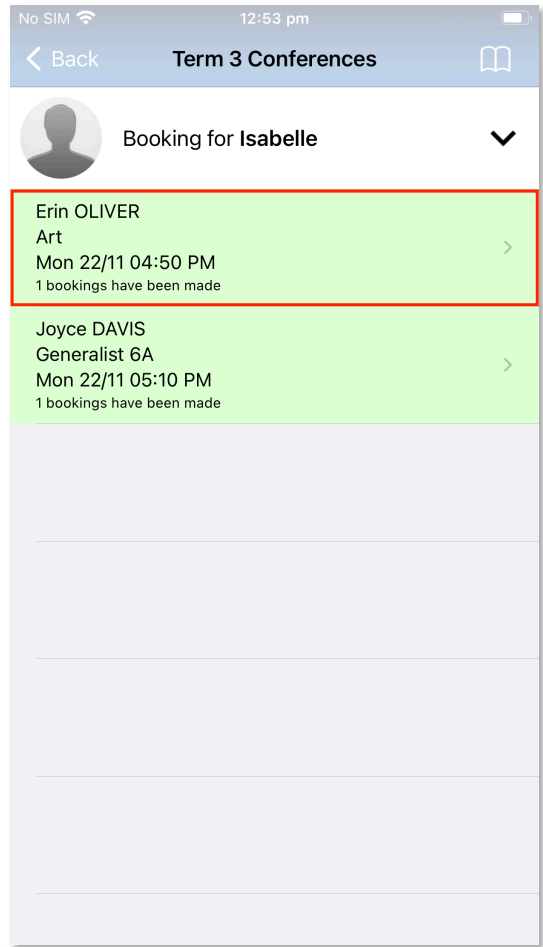 No SIM 12:53 pm
Back Term 3 Conferences
Booking for Isabelle
Erin OLIVER
Art
Mon 22/11 04:50 PM
1 bookings have been made
Joyce DAVIS
Generalist 6A
Mon 22/11 05:10 PM
1 bookings have been made